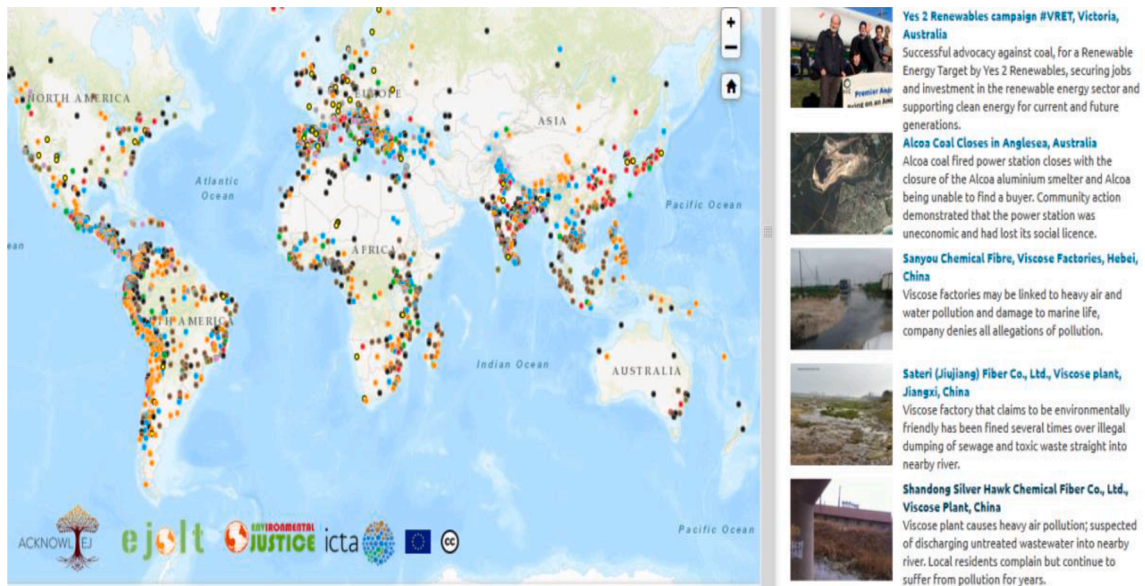 NORTH AMERICA
EUROPE
ASIA
Atlantic
Ocean
Pacific Ocean
ean
AFRICA
TH AMERICA
Indian Ocean
AUSTRALIA
Pacific Ocean
ACKNOWL EJ
ejolt
ENVIRONMENTAL
JUSTICE
icta
cc
Yes 2 Renewables campaign #VRET, Victoria,
Australia
Successful advocacy against coal, for a Renewable
Energy Target by Yes 2 Renewables, securing jobs
and investment in the renewable energy sector and
supporting clean energy for current and future
generations.
Alcoa Coal Closes in Anglesea, Australia
Alcoa coal fired power station closes with the
closure of the Alcoa aluminium smelter and Alcoa
being unable to find a buyer. Community action
demonstrated that the power station was
uneconomic and had lost its social licence.
Sanyou Chemical Fibre, Viscose Factories, Hebei,
China
Viscose factories may be linked to heavy air and
water pollution and damage to marine life,
company denies all allegations of pollution.
Sateri (Jiujiang) Fiber Co., Ltd., Viscose plant,
Jiangxi, China
Viscose factory that claims to be environmentally
friendly has been fined several times over illegal
dumping of sewage and toxic waste straight into
nearby river.
Shandong Silver Hawk Chemical Fiber Co., Ltd.,
Viscose Plant, China
Viscose plant causes heavy air pollution; suspected
of discharging untreated wastewater into nearby
river. Local residents complain but continue to
suffer from pollution for years.